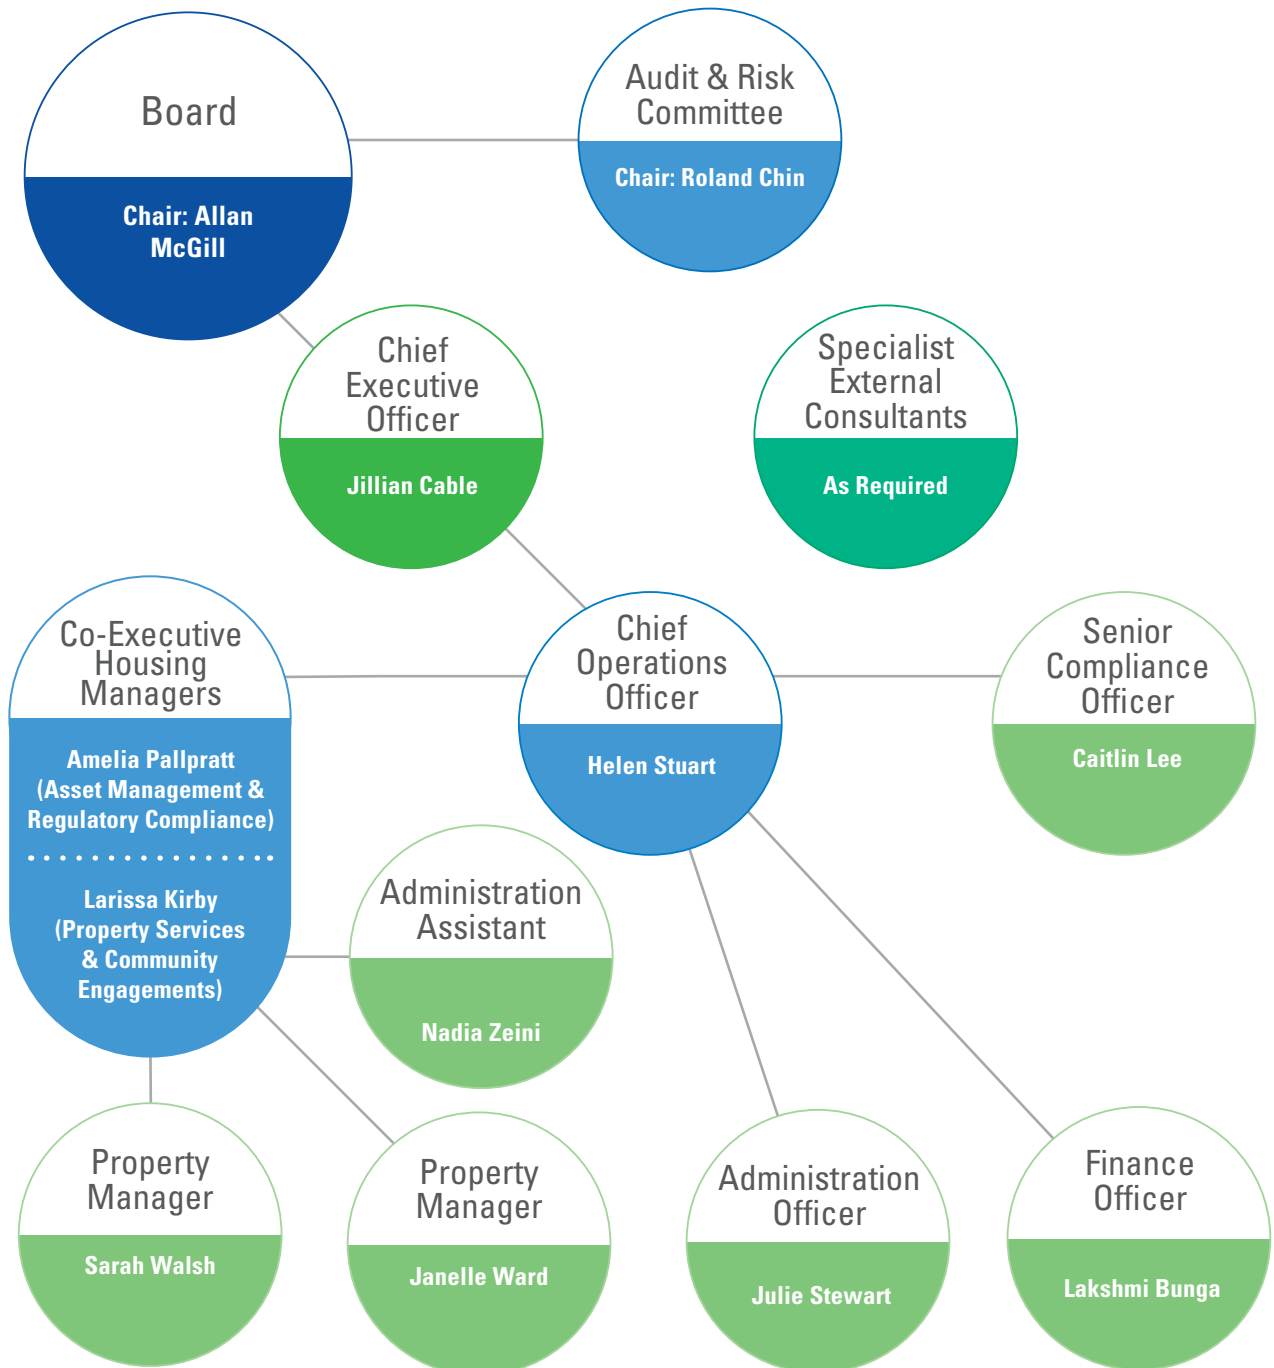 Board
Chair: Allan
McGill
Audit & Risk
Committee
Chair: Roland Chin
Chief
Executive
Officer
Jillian Cable
Specialist
External
Consultants
As Required
Co-Executive
Housing
Managers
Amelia Pallpratt
(Asset Management &
Regulatory Compliance)
Larissa Kirby
(Property Services
& Community
Engagements)
Chief
Operations
Officer
Helen Stuart
Senior
Compliance
Officer
Caitlin Lee
Administration
Assistant
Nadia Zeini
Property
Manager
Sarah Walsh
Property
Manager
Janelle Ward
Administration
Officer
Julie Stewart
Finance
Officer
Lakshmi Bunga